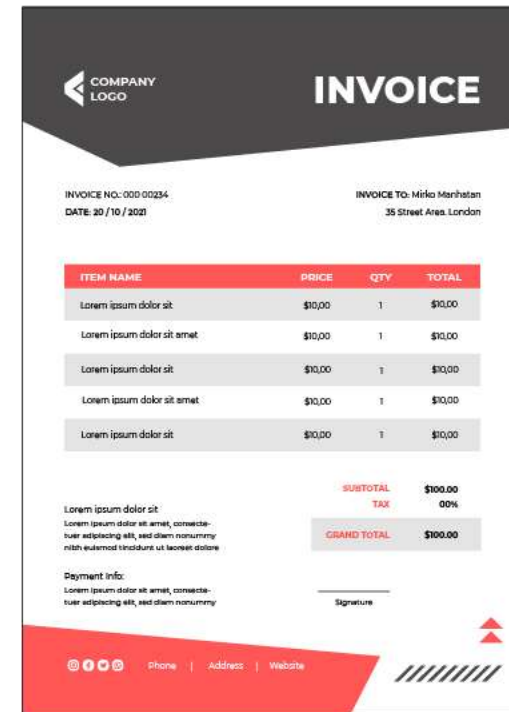 COMPANY
LOGO
INVOICE
INVOICE NO.: 000 00234
DATE: 20 / 10 / 2021
INVOICE TO: Mirko Manhatan
35 Street Area. London
ITEM NAME PRICE QTY TOTAL
Lorem ipsum dolor sit $10,00 1 $10,00
Lorem ipsum dolor sit amet $10,00 1 $10,00
Lorem ipsum dolor sit $10,00 1 $10,00
Lorem ipsum dolor sit amet $10,00 1 $10,00
Lorem ipsum dolor sit $10,00 1 $10,00
SUBTOTAL $100.00
TAX 00%
GRAND TOTAL $100.00
Lorem ipsum dolor sit
Lorem ipsum dolor sit amet, consecte-
tuer adipiscing elit, sed diam nonummy
nibh euismod tincidunt ut laoreet dolore
Payment Info:
Lorem ipsum dolor sit amet, consecte-
tuer adipiscing elit, sed diam nonummy
Signature
Phone | Address | Website